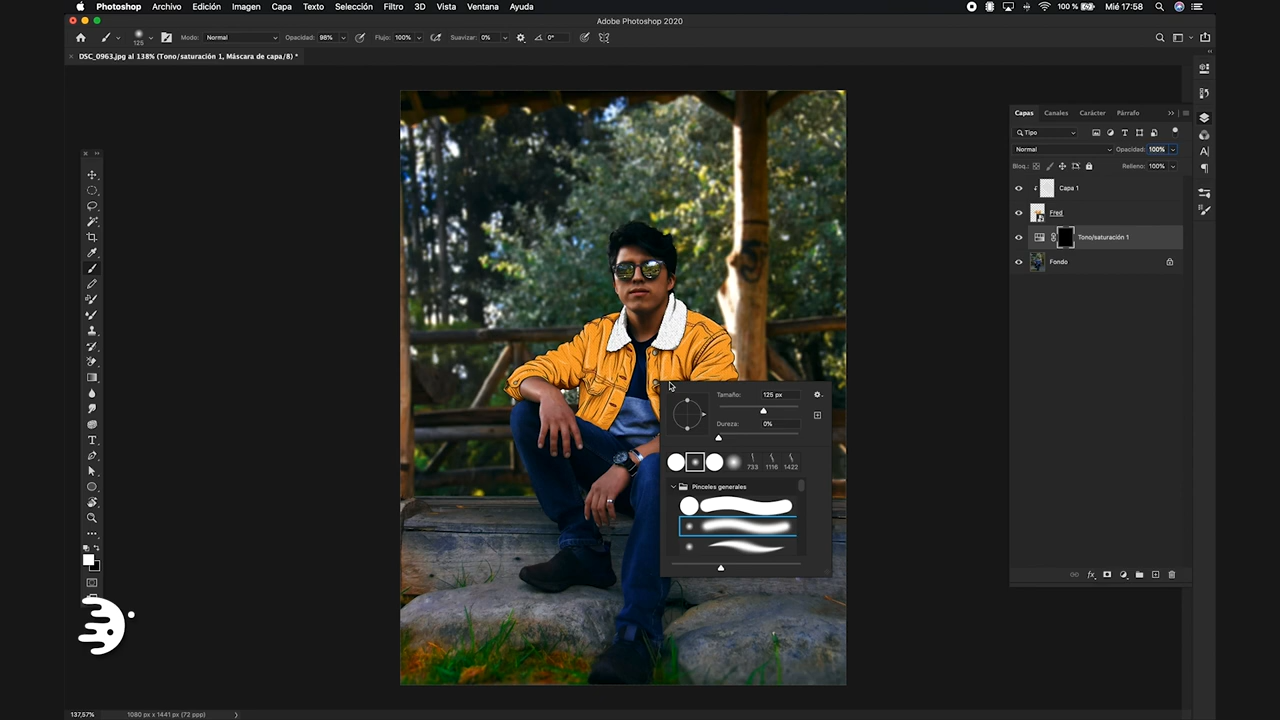 Photoshop Archivo Edición Imagen Capa Texto Selección Filtro 3D Vista Ventana Ayuda 100 % Mié 17:58
Adobe Photoshop 2020
125 Modo: Normal Opacidad: 98% Flujo: 100% Suavizar: 0% 0°
DSC_0963.jpg al 138% (Tono/saturación 1, Máscara de capa/8) *
Capas Canales Carácter Párrafo
Tipo
Normal Opacidad: 100%
Bloq.: Relleno: 100%
Capa 1
Fred
Tono/saturación 1
Fondo
Tamaño: 125 px
Dureza: 0%
733 1116 1422
Pinceles generales
fx
137,57% 1080 px x 1441 px (72 ppp)